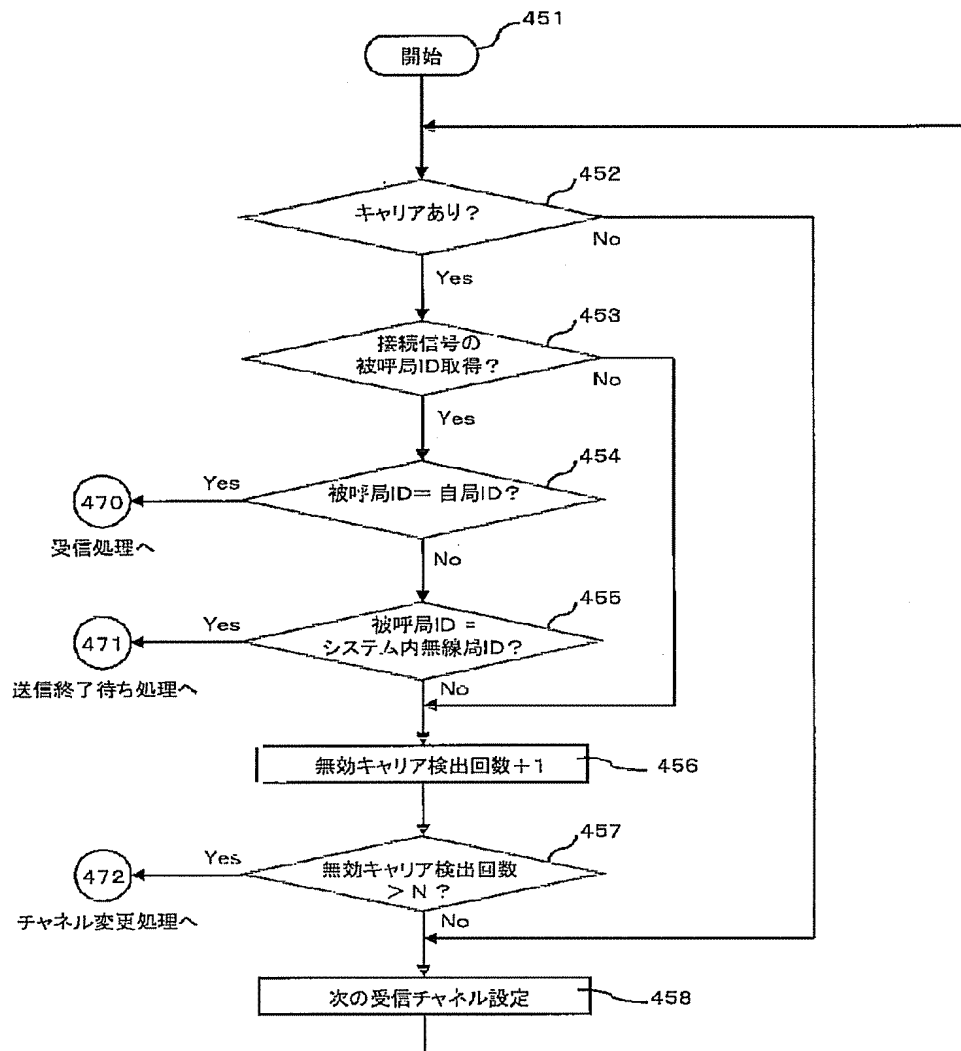 451
開始
452
キャリアあり？
No
Yes
453
接続信号の
被呼局ID取得？
No
Yes
454
Yes
被呼局ID＝ 自局ID？
470
受信処理へ
No
455
Yes
被呼局ID =
システム内無線局ID？
471
送信終了待ち処理へ
No
無効キャリア検出回数＋1
456
457
Yes
無効キャリア検出回数
＞ N ？
472
チャネル変更処理へ
No
次の受信チャネル設定
458